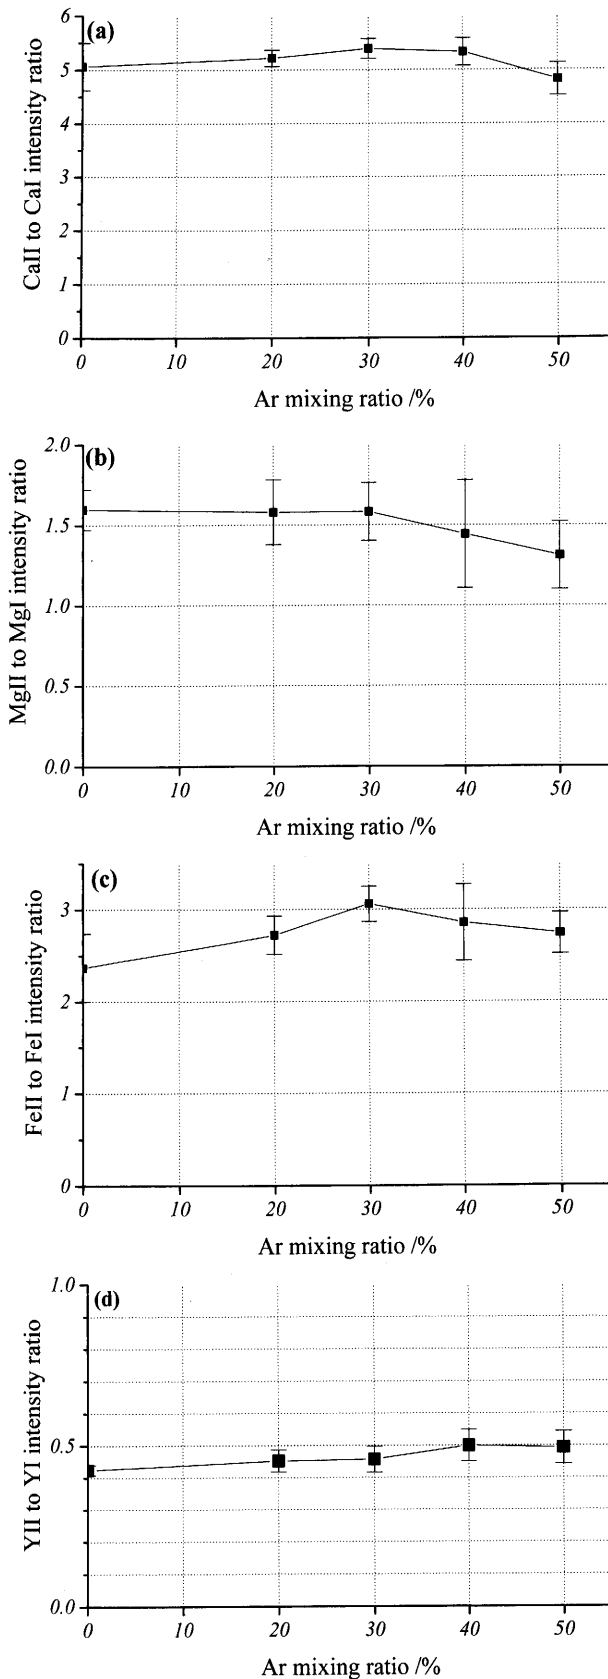 (a)
CaII to CaI intensity ratio
6
5
4
3
2
1
0
0 10 20 30 40 50
Ar mixing ratio /%
(b)
MgII to MgI intensity ratio
2.0
1.5
1.0
0.5
0.0
0 10 20 30 40 50
Ar mixing ratio /%
(c)
FeII to FeI intensity ratio
3
2
1
0
0 10 20 30 40 50
Ar mixing ratio /%
(d)
YII to YI intensity ratio
1.0
0.5
0.0
0 10 20 30 40 50
Ar mixing ratio /%